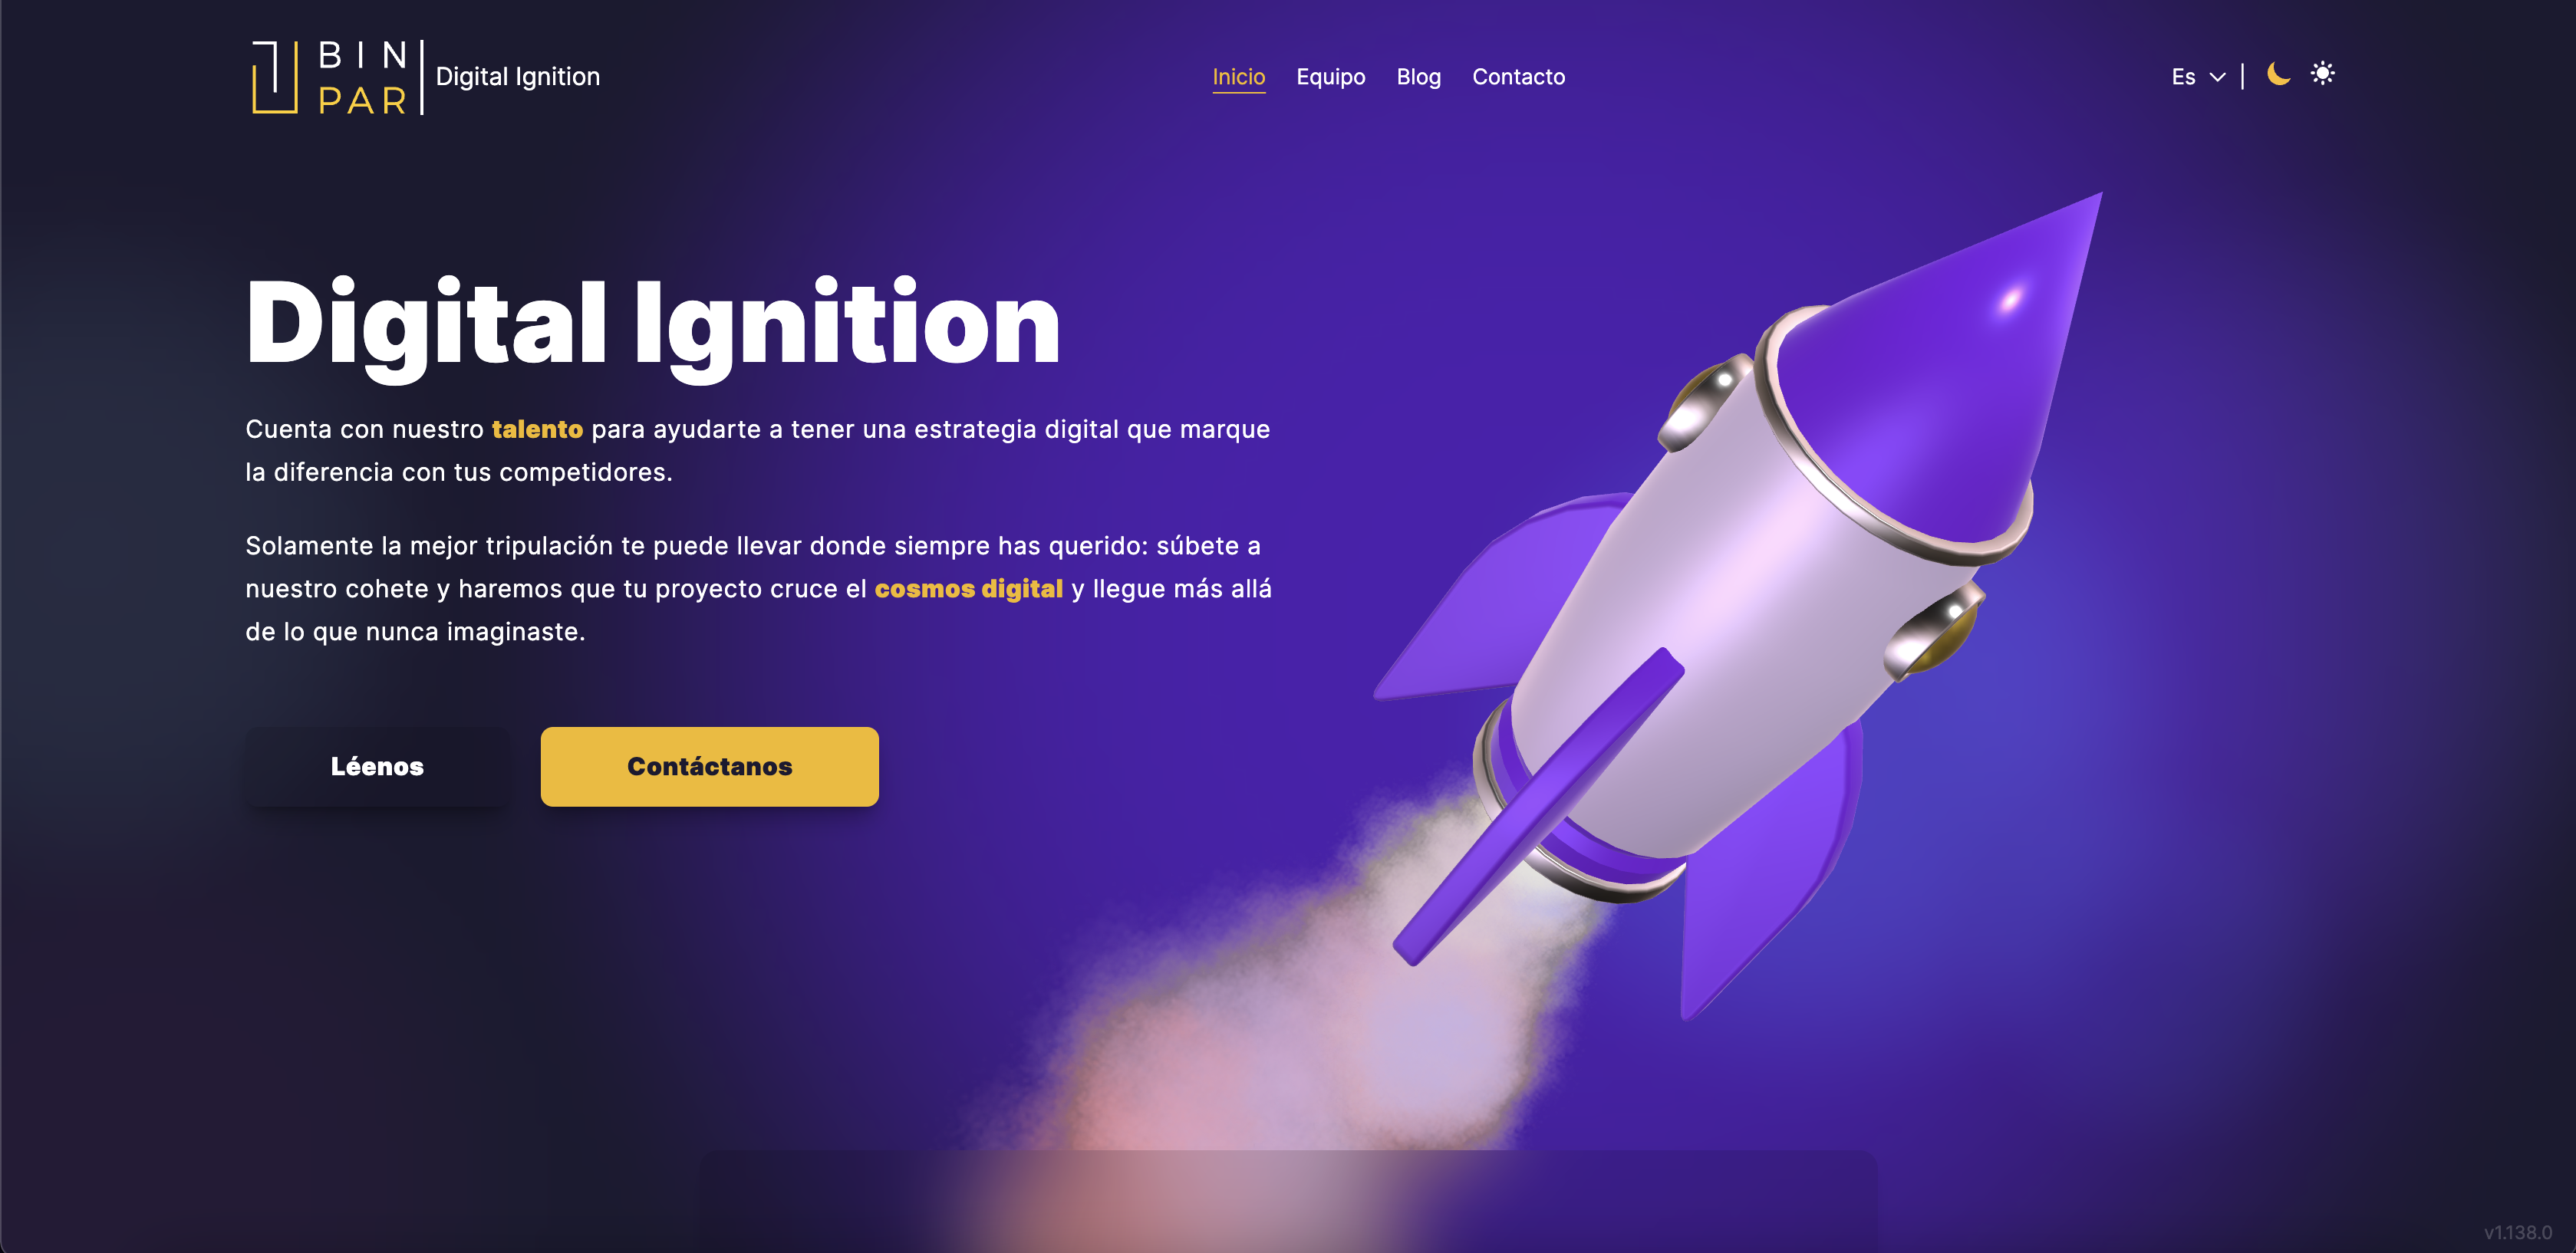 BIN
PAR
Digital Ignition
Inicio
Equipo
Blog
Contacto
Es
Digital Ignition
Cuenta con nuestro talento para ayudarte a tener una estrategia digital que marque
la diferencia con tus competidores.
Solamente la mejor tripulación te puede llevar donde siempre has querido: súbete a
nuestro cohete y haremos que tu proyecto cruce el cosmos digital y llegue más allá
de lo que nunca imaginaste.
Léenos
Contáctanos
v1.138.0